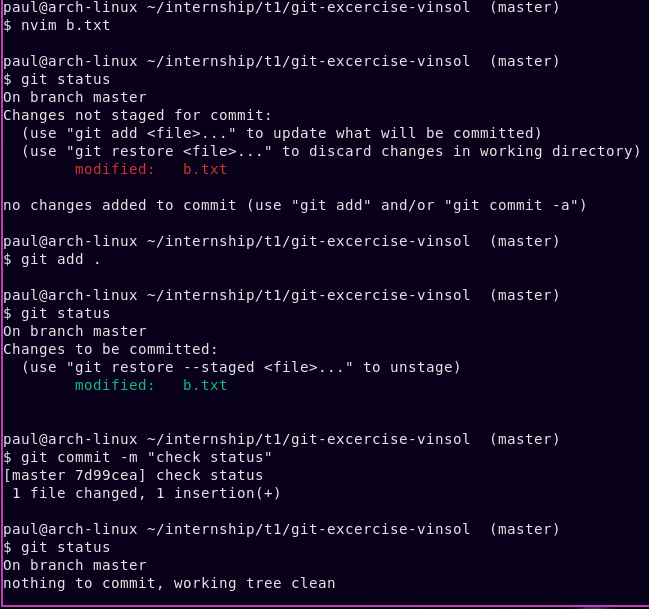 paul@arch-linux ~/internship/t1/git-excercise-vinsol  (master)
$ nvim b.txt
paul@arch-linux ~/internship/t1/git-excercise-vinsol  (master)
$ git status
On branch master
Changes not staged for commit:
  (use "git add <file>..." to update what will be committed)
  (use "git restore <file>..." to discard changes in working directory)
        modified:   b.txt
no changes added to commit (use "git add" and/or "git commit -a")
paul@arch-linux ~/internship/t1/git-excercise-vinsol  (master)
$ git add .
paul@arch-linux ~/internship/t1/git-excercise-vinsol  (master)
$ git status
On branch master
Changes to be committed:
  (use "git restore --staged <file>..." to unstage)
        modified:   b.txt
paul@arch-linux ~/internship/t1/git-excercise-vinsol  (master)
$ git commit -m "check status"
[master 7d99cea] check status
 1 file changed, 1 insertion(+)
paul@arch-linux ~/internship/t1/git-excercise-vinsol  (master)
$ git status
On branch master
nothing to commit, working tree clean